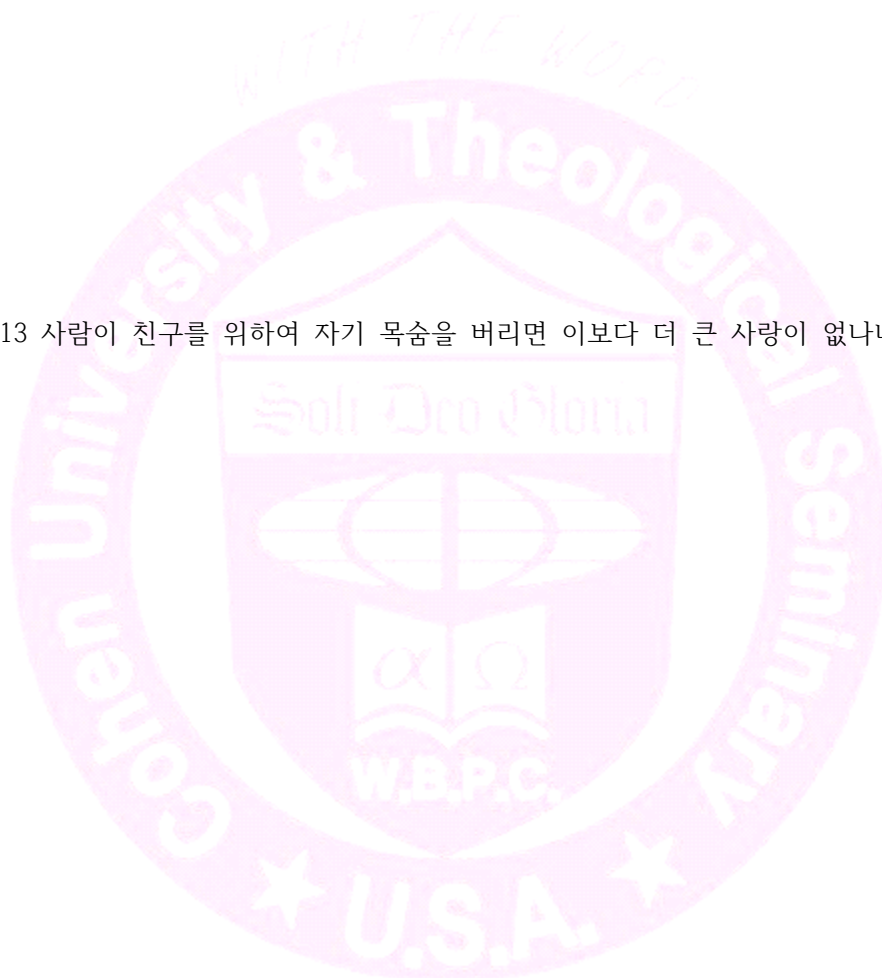 WITH THE WORD
Cohen University & Theological Seminary
13 사람이 친구를 위하여 자기 목숨을 버리면 이보다 더 큰 사랑이 없나니
Soli Deo Gloria
α Ω
W.B.P.C.
★ U.S.A. ★